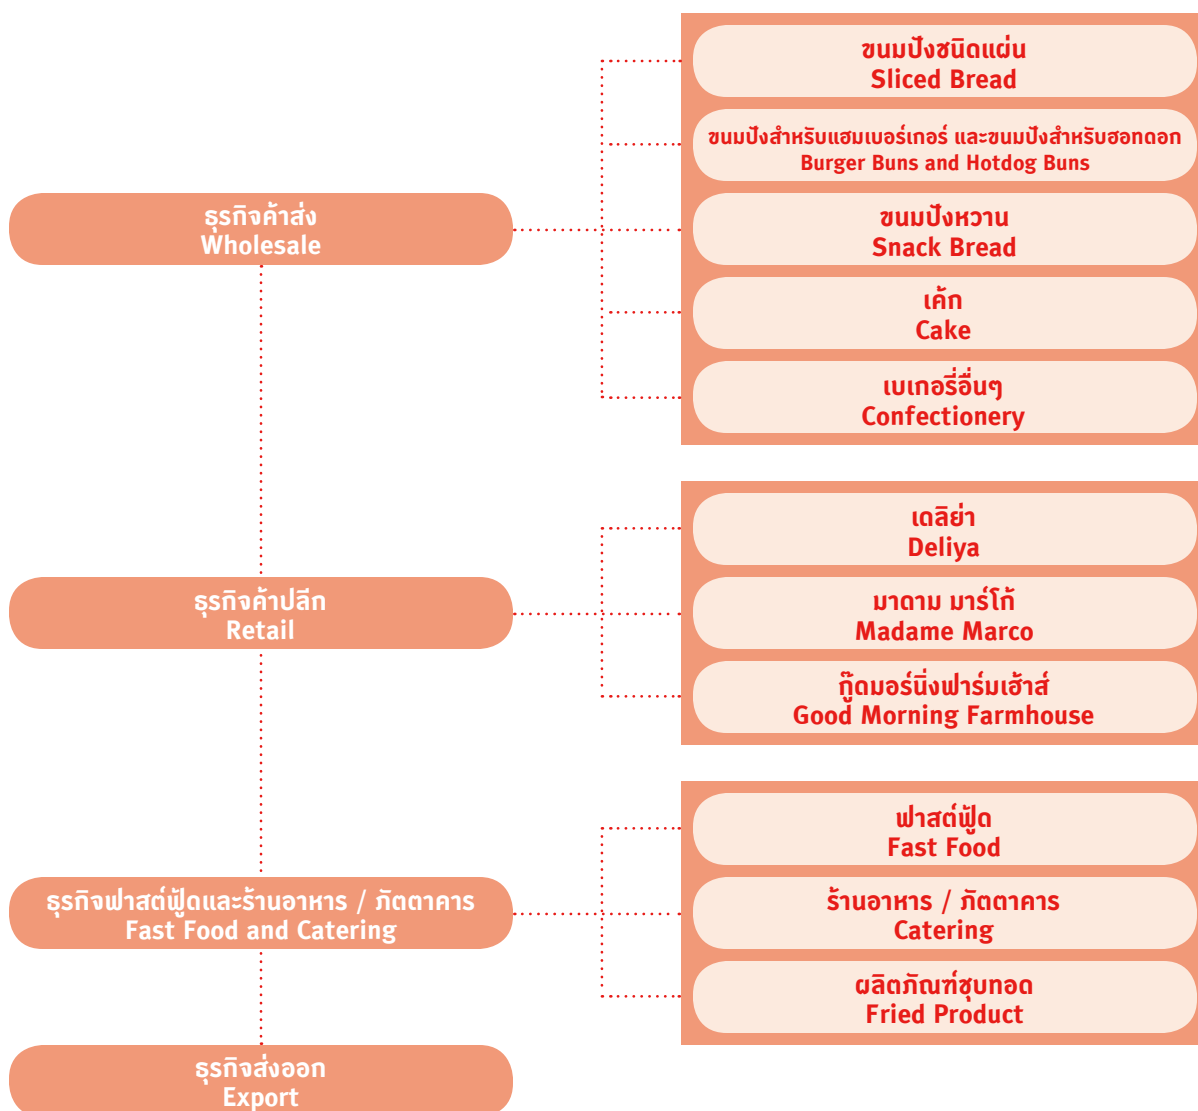 ธุรกิจค้าส่ง
Wholesale
ขนมปังชนิดแผ่น
Sliced Bread
ขนมปังสำหรับแฮมเบอร์เกอร์ และขนมปังสำหรับฮอทดอก
Burger Buns and Hotdog Buns
ขนมปังหวาน
Snack Bread
เค้ก
Cake
เบเกอรี่อื่นๆ
Confectionery
ธุรกิจค้าปลีก
Retail
เดลิย่า
Deliya
มาดาม มาร์โก้
Madame Marco
กู๊ดมอร์นิ่งฟาร์มเฮ้าส์
Good Morning Farmhouse
ธุรกิจฟาสต์ฟู้ดและร้านอาหาร / ภัตตาคาร
Fast Food and Catering
ฟาสต์ฟู้ด
Fast Food
ร้านอาหาร / ภัตตาคาร
Catering
ผลิตภัณฑ์ชุบทอด
Fried Product
ธุรกิจส่งออก
Export